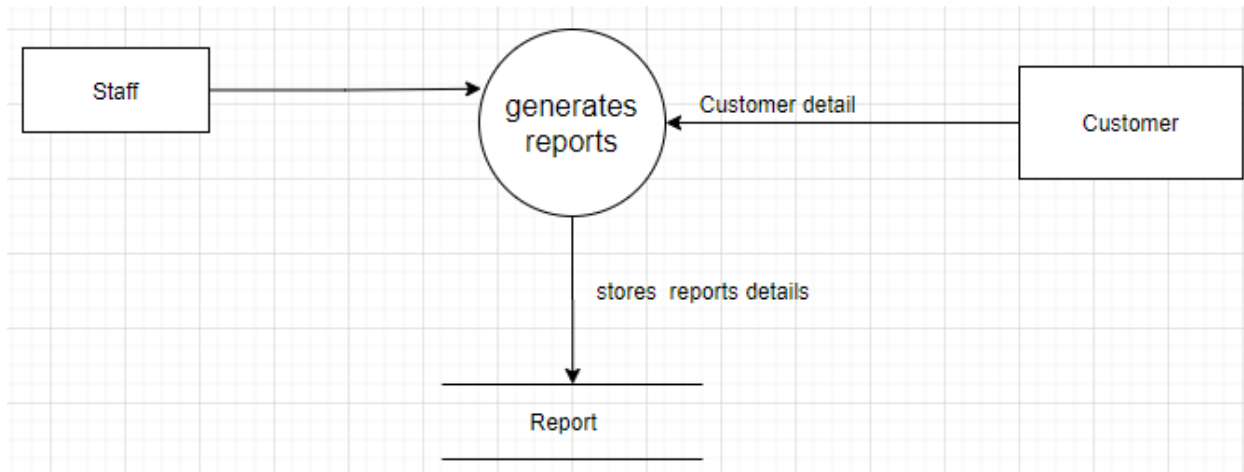 Staff
generates
reports
Customer detail
Customer
stores reports details
Report